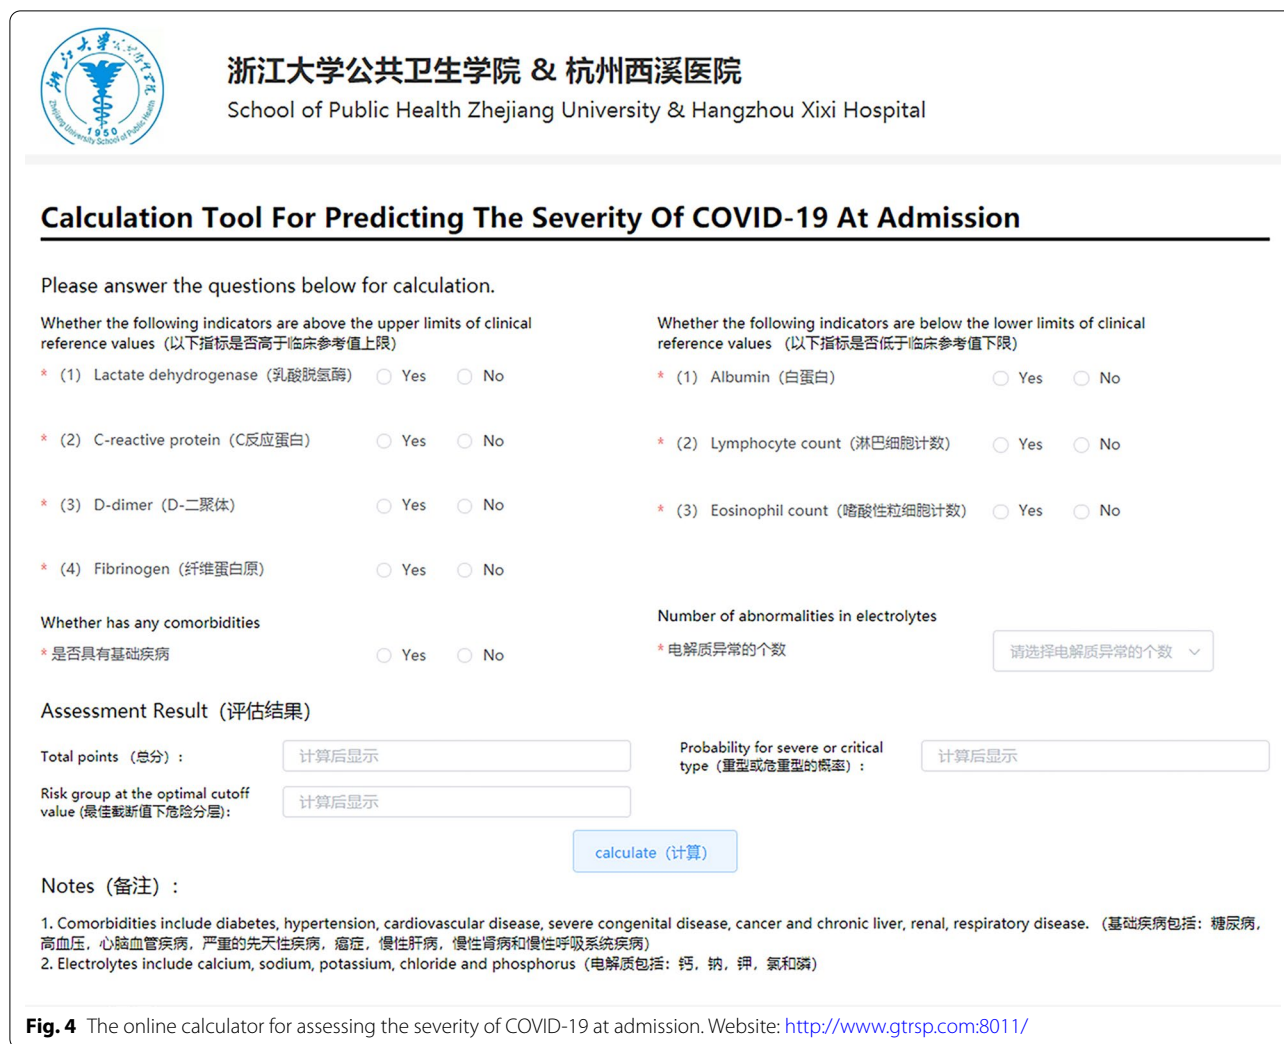 浙江大学公共卫生学院
Zhejiang University School of Public Health
1950
浙江大学公共卫生学院 & 杭州西溪医院
School of Public Health Zhejiang University & Hangzhou Xixi Hospital
Calculation Tool For Predicting The Severity Of COVID-19 At Admission
Please answer the questions below for calculation.
Whether the following indicators are above the upper limits of clinical
reference values（以下指标是否高于临床参考值上限）
* （1） Lactate dehydrogenase（乳酸脱氢酶） Yes No
* （2） C-reactive protein（C反应蛋白） Yes No
* （3） D-dimer（D-二聚体） Yes No
* （4） Fibrinogen（纤维蛋白原） Yes No
Whether has any comorbidities
* 是否具有基础疾病 Yes No
Whether the following indicators are below the lower limits of clinical
reference values （以下指标是否低于临床参考值下限）
* （1） Albumin（白蛋白） Yes No
* （2） Lymphocyte count（淋巴细胞计数） Yes No
* （3） Eosinophil count（嗜酸性粒细胞计数） Yes No
Number of abnormalities in electrolytes
* 电解质异常的个数 请选择电解质异常的个数
Assessment Result（评估结果）
Total points（总分）: 计算后显示
Probability for severe or critical
type（重型或危重型的概率）: 计算后显示
Risk group at the optimal cutoff
value (最佳截断值下危险分层): 计算后显示
calculate（计算）
Notes（备注）:
1. Comorbidities include diabetes, hypertension, cardiovascular disease, severe congenital disease, cancer and chronic liver, renal, respiratory disease.（基础疾病包括：糖尿病，
高血压，心脑血管疾病，严重的先天性疾病，癌症，慢性肝病，慢性肾病和慢性呼吸系统疾病）
2. Electrolytes include calcium, sodium, potassium, chloride and phosphorus（电解质包括：钙，钠，钾，氯和磷）
Fig. 4 The online calculator for assessing the severity of COVID-19 at admission. Website: http://www.gtrsp.com:8011/